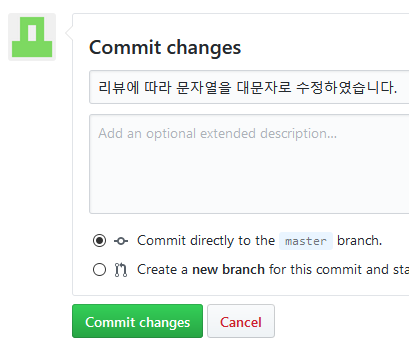 Commit changes
리뷰에 따라 문자열을 대문자로 수정하였습니다.
Add an optional extended description...
Commit directly to the master branch.
Create a new branch for this commit and sta
Commit changes
Cancel